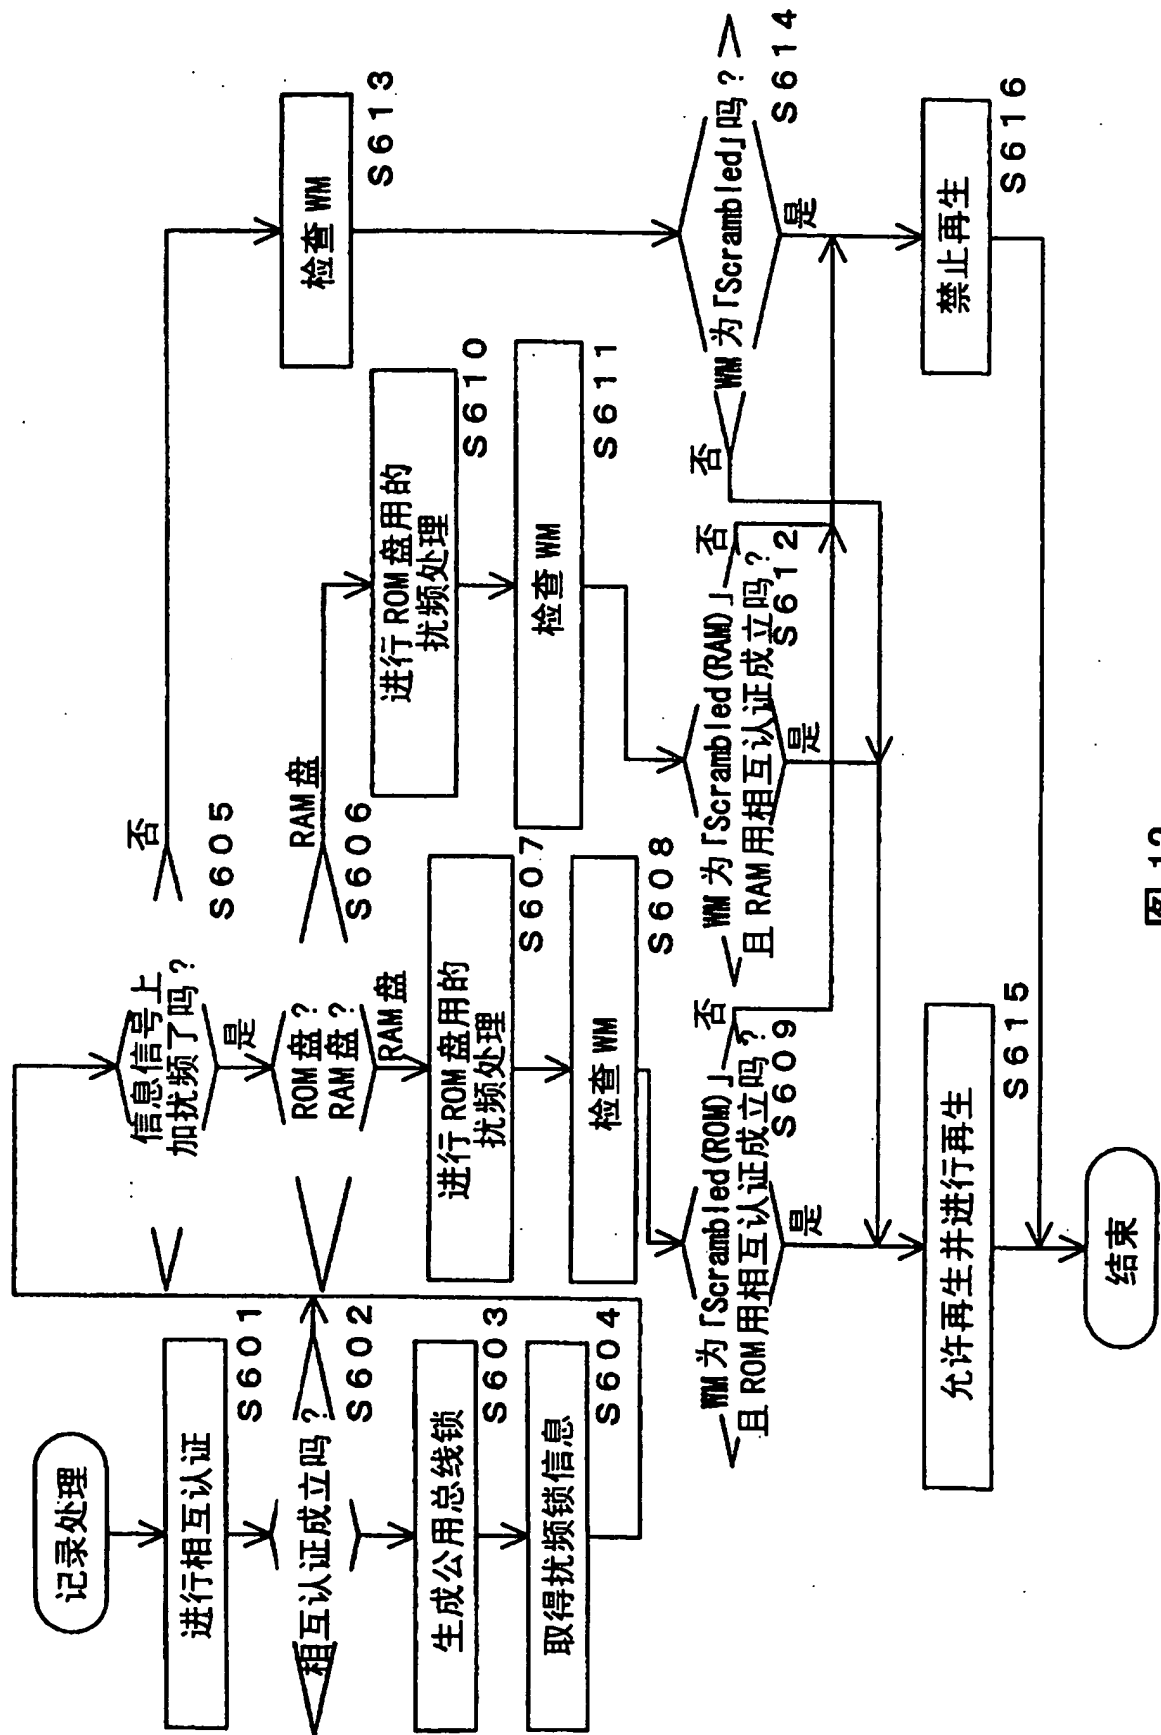 记录处理
进行相互认证
S601
相互认证成立吗?
S602
生成公用总线锁
S603
取得扰频锁信息
S604
信息信号上
加扰频了吗?
S605
否
是
ROM盘?
RAM盘?
S606
RAM盘
RAM盘
进行ROM盘用的
扰频处理
S607
检查WM
S608
WM为「Scrambled(ROM)」
且ROM用相互认证成立吗?
S609
否
是
进行ROM盘用的
扰频处理
S610
检查WM
S611
WM为「Scrambled(RAM)」
且RAM用相互认证成立吗?
S612
否
是
检查WM
S613
WM为「Scrambled」吗?
S614
否
是
允许再生并进行再生
S615
禁止再生
S616
结束